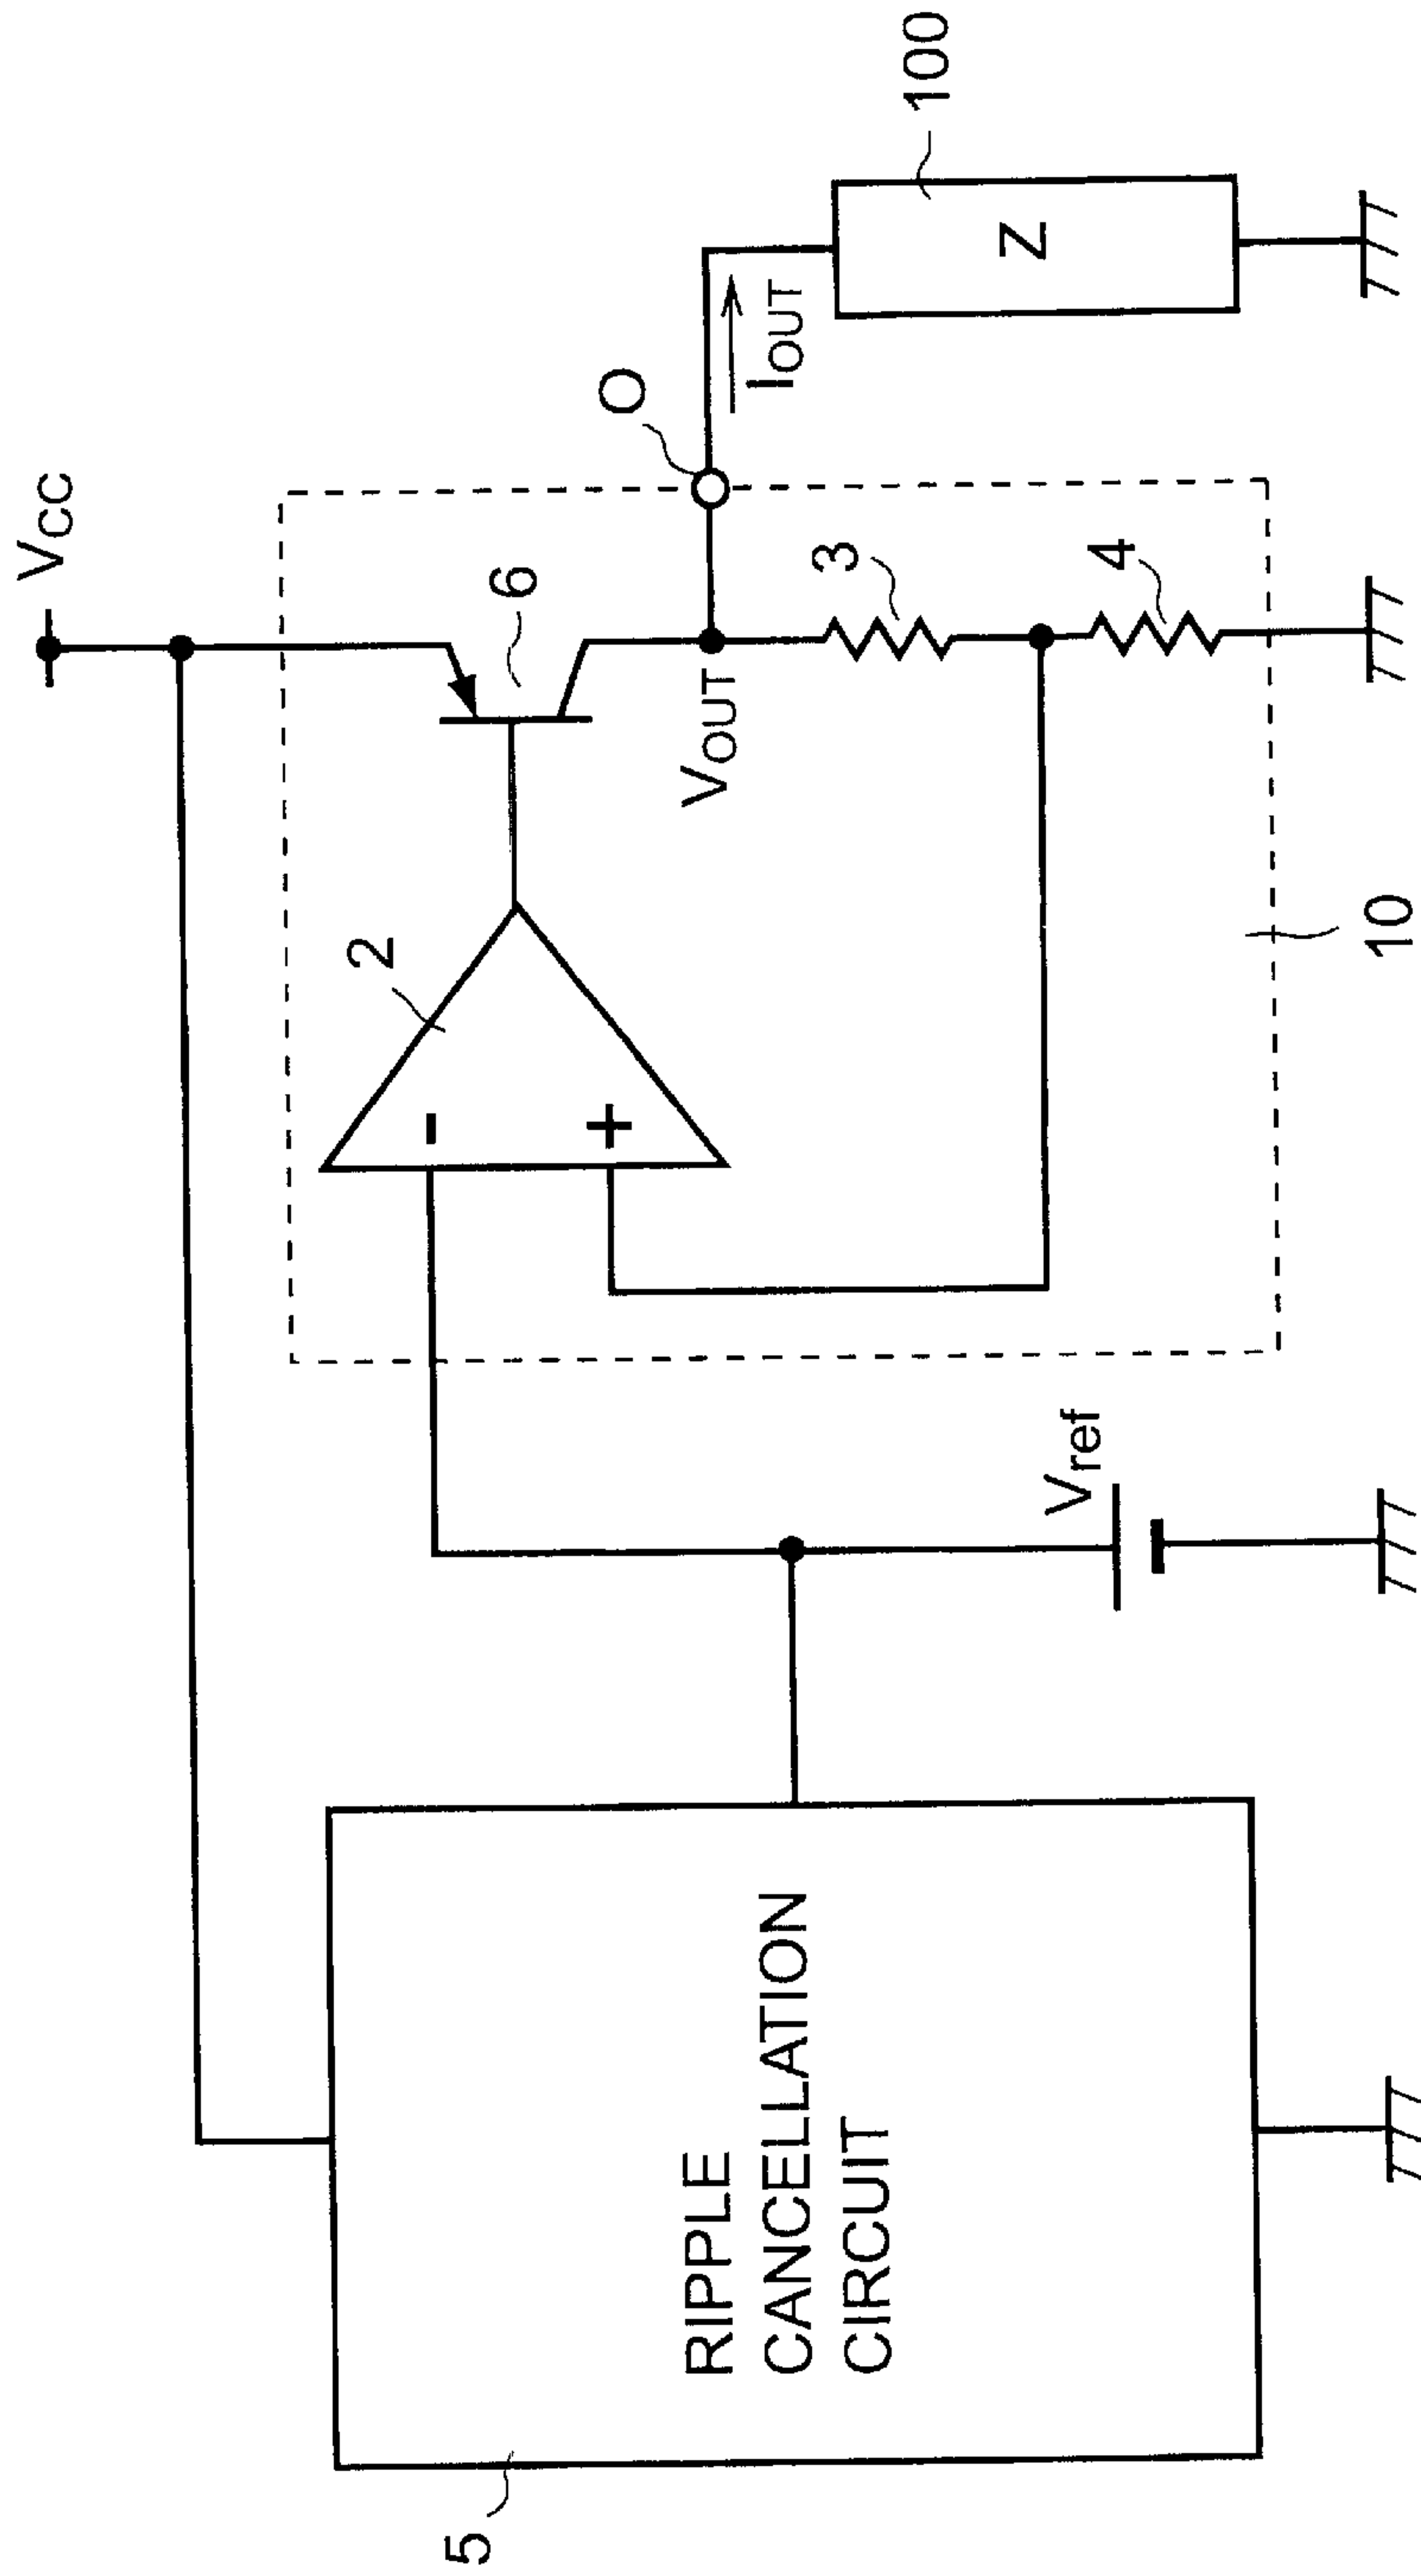 VCC
6
O
100
2
-
+
VOUT
IOUT
Z
3
4
Vref
10
RIPPLE
CANCELLATION
CIRCUIT
5